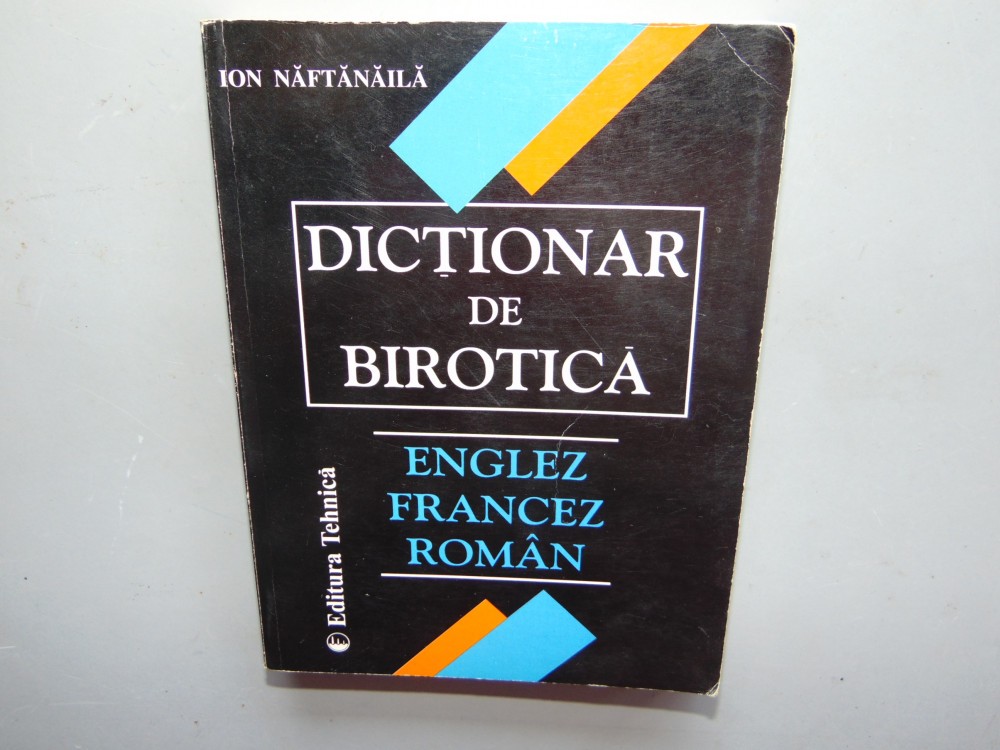 ION NĂFTĂNĂILĂ
DICȚIONAR
DE
BIROTICĂ
ENGLEZ
FRANCEZ
ROMÂN
Editura Tehnică